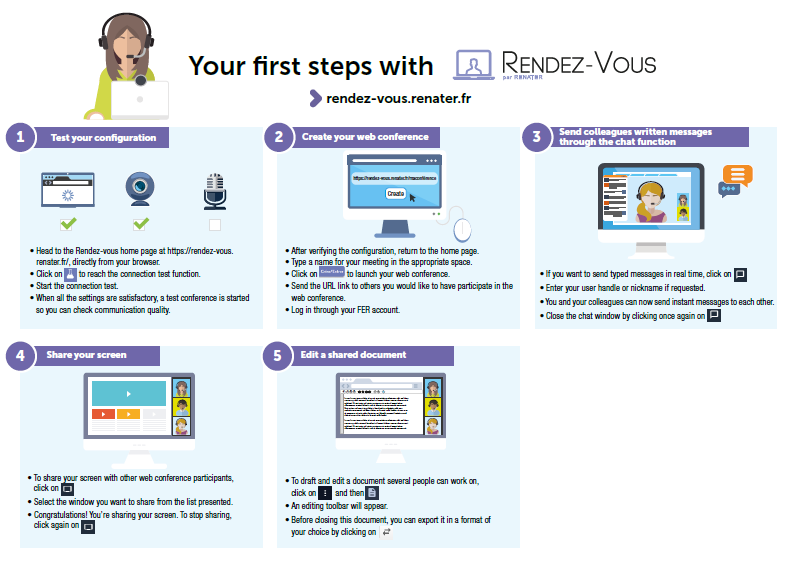 Your first steps with
RENDEZ-VOUS
par RENATER
rendez-vous.renater.fr
1 Test your configuration
• Head to the Rendez-vous home page at https://rendez-vous.
renater.fr/, directly from your browser.
• Click on to reach the connection test function.
• Start the connection test.
• When all the settings are satisfactory, a test conference is started
so you can check communication quality.
2 Create your web conference
https://rendez-vous.renater.fr/maconference
Create
• After verifying the configuration, return to the home page.
• Type a name for your meeting in the appropriate space.
• Click on to launch your web conference.
• Send the URL link to others you would like to have participate in the
web conference.
• Log in through your FER account.
3 Send colleagues written messages
through the chat function
• If you want to send typed messages in real time, click on
• Enter your user handle or nickname if requested.
• You and your colleagues can now send instant messages to each other.
• Close the chat window by clicking once again on
4 Share your screen
• To share your screen with other web conference participants,
click on
• Select the window you want to share from the list presented.
• Congratulations! You're sharing your screen. To stop sharing,
click again on
5 Edit a shared document
• To draft and edit a document several people can work on,
click on and then
• An editing toolbar will appear.
• Before closing this document, you can export it in a format of
your choice by clicking on